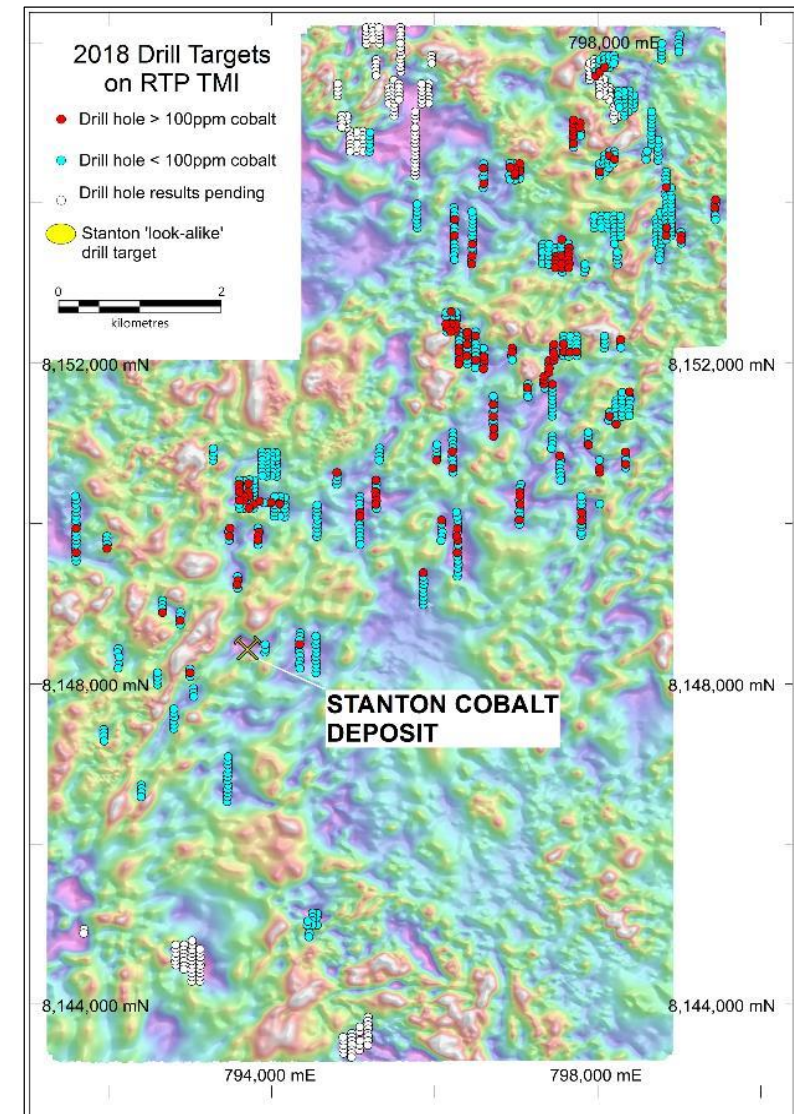 2018 Drill Targets
on RTP TMI
Drill hole > 100ppm cobalt
Drill hole < 100ppm cobalt
Drill hole results pending
Stanton 'look-alike'
drill target
0 2
kilometres
798,000 mE
8,152,000 mN 8,152,000 mN
8,148,000 mN 8,148,000 mN
STANTON COBALT
DEPOSIT
8,144,000 mN 8,144,000 mN
794,000 mE 798,000 mE